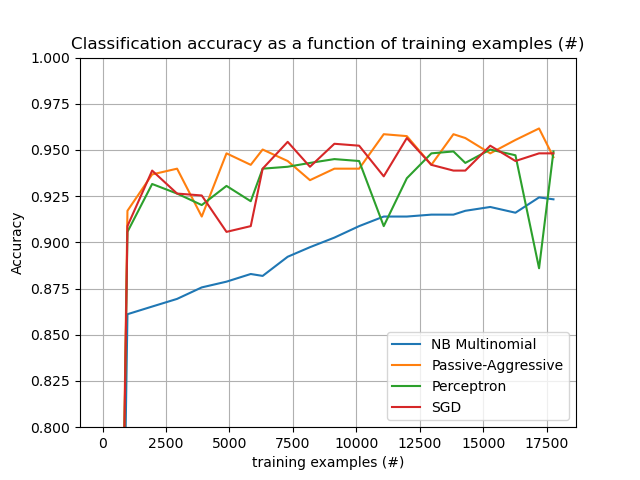 Classification accuracy as a function of training examples (#)
1.000
0.975
0.950
0.925
0.900
0.875
0.850
0.825
0.800
Accuracy
NB Multinomial
Passive-Aggressive
Perceptron
SGD
0 2500 5000 7500 10000 12500 15000 17500
training examples (#)